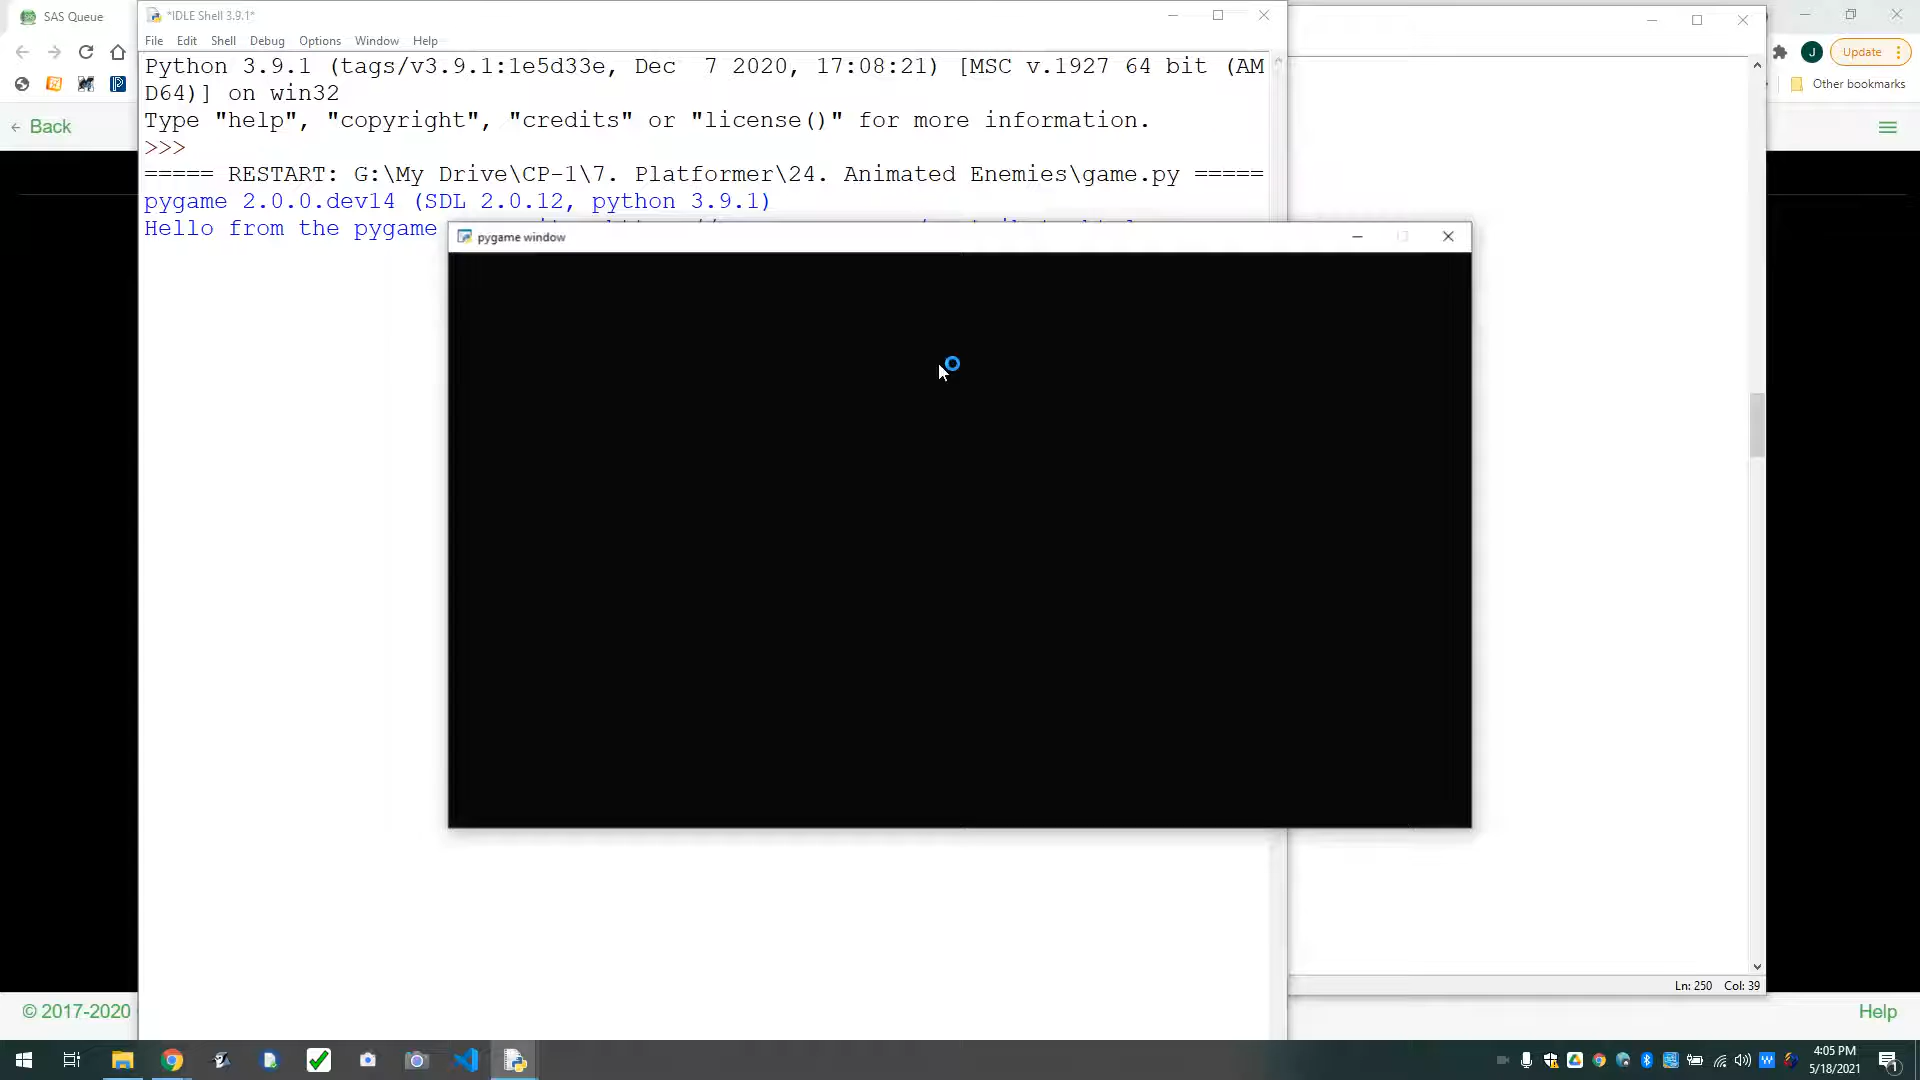 SAS Queue
*IDLE Shell 3.9.1*
File Edit Shell Debug Options Window Help
Python 3.9.1 (tags/v3.9.1:1e5d33e, Dec  7 2020, 17:08:21) [MSC v.1927 64 bit (AM
D64)] on win32
Type "help", "copyright", "credits" or "license()" for more information.
>>>
===== RESTART: G:\My Drive\CP-1\7. Platformer\24. Animated Enemies\game.py =====
pygame 2.0.0.dev14 (SDL 2.0.12, python 3.9.1)
Hello from the pygame
pygame window
J
Update
Other bookmarks
← Back
Ln: 250 Col: 39
© 2017-2020
Help
4:05 PM
5/18/2021
1